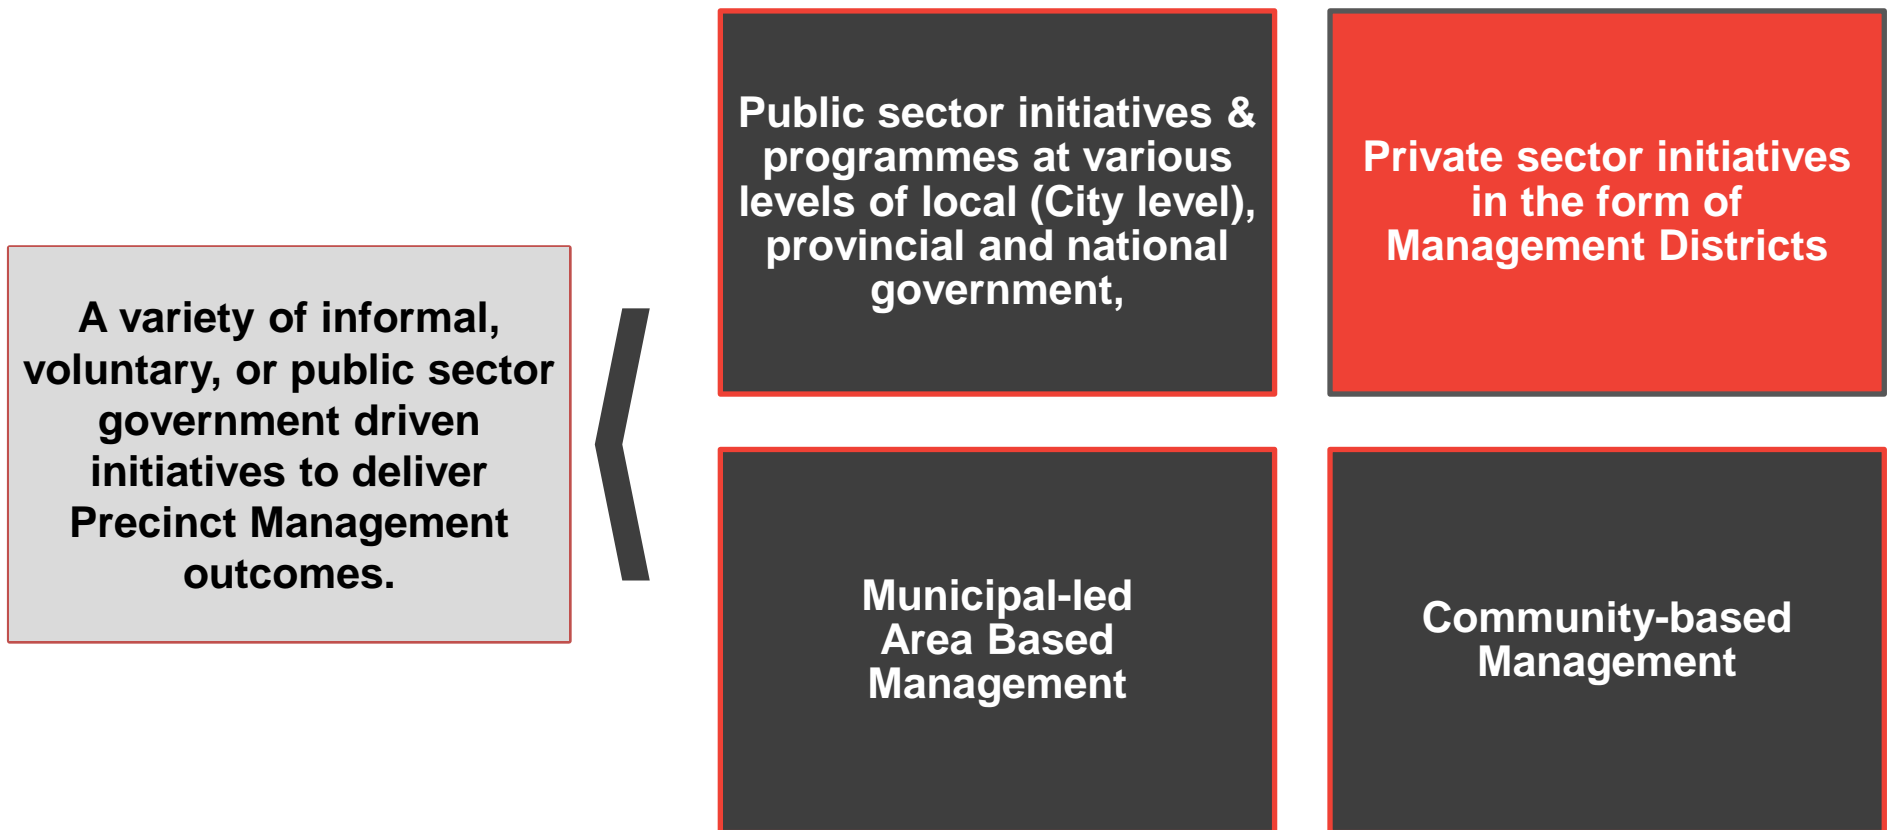 A variety of informal,
voluntary, or public sector
government driven
initiatives to deliver
Precinct Management
outcomes.
Public sector initiatives &
programmes at various
levels of local (City level),
provincial and national
government,
Private sector initiatives
in the form of
Management Districts
Municipal-led
Area Based
Management
Community-based
Management